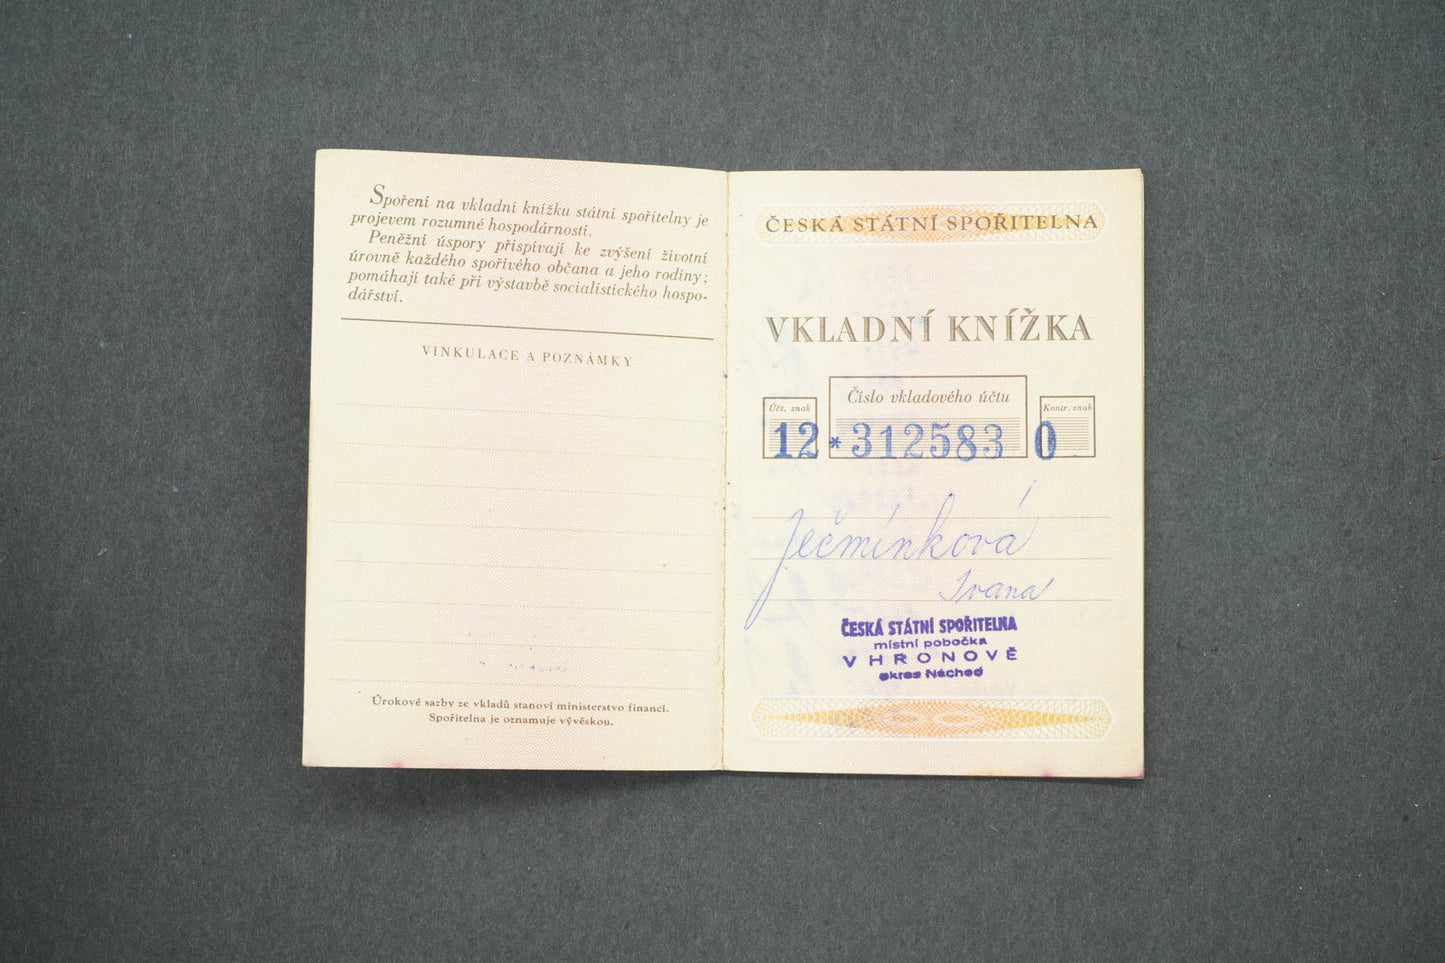 Spoření na vkladní knížku státní spořitelny je
projevem rozumné hospodárnosti.
Peněžní úspory přispívají ke zvýšení životní
úrovně každého spořivého občana a jeho rodiny;
pomáhají také při výstavbě socialistického hospo-
dářství.
VINKULACE A POZNÁMKY
Úrokové sazby ze vkladů stanoví ministerstvo financí.
Spořitelna je oznamuje vývěskou.
ČESKÁ STÁTNÍ SPOŘITELNA
VKLADNÍ KNÍŽKA
Účt. znak
Číslo vkladového účtu
Kontr. znak
12 * 312583 0
Ječmínková
Ivana
ČESKÁ STÁTNÍ SPOŘITELNA
místní pobočka
V HRONOVĚ
okres Náchod